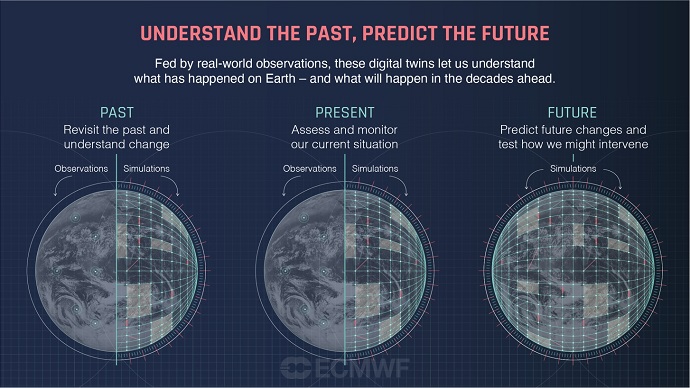 UNDERSTAND THE PAST, PREDICT THE FUTURE
Fed by real-world observations, these digital twins let us understand
what has happened on Earth – and what will happen in the decades ahead.
PAST
Revisit the past and
understand change
Observations
Simulations
PRESENT
Assess and monitor
our current situation
Observations
Simulations
FUTURE
Predict future changes and
test how we might intervene
Simulations
ECMWF